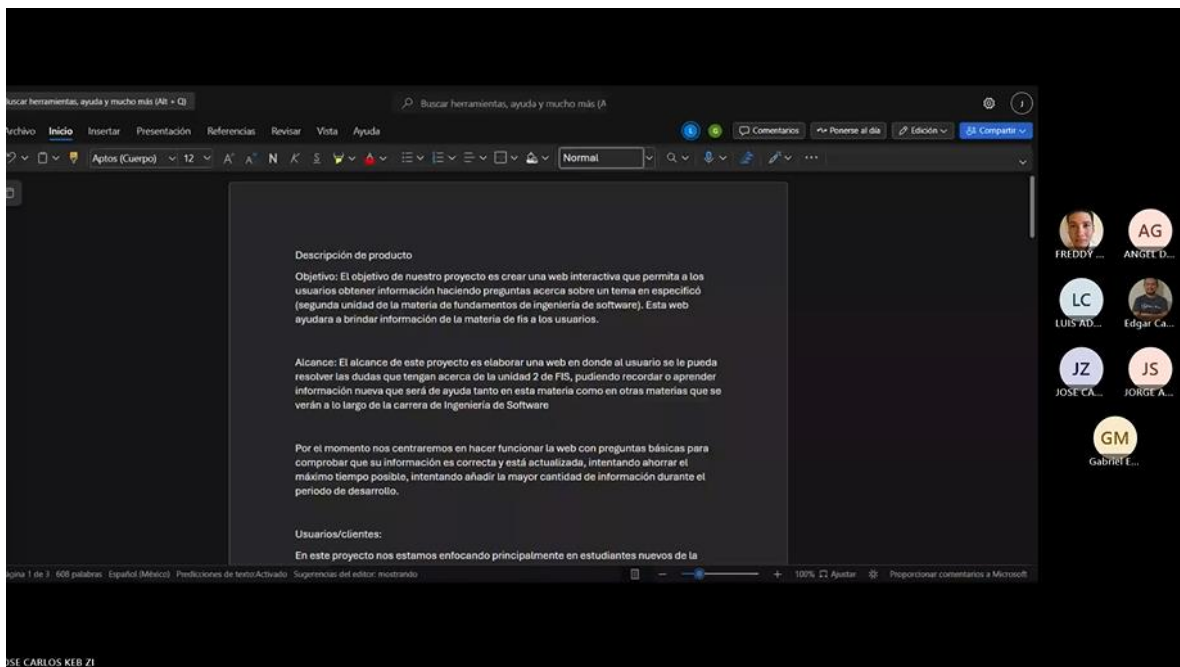 Buscar herramientas, ayuda y mucho más (Alt + Q)
Buscar herramientas, ayuda y mucho más (A
J
Archivo Inicio Insertar Presentación Referencias Revisar Vista Ayuda
L G Comentarios Ponerse al día Edición Compartir
Aptos (Cuerpo) 12 A A N K S A Normal
Descripción de producto
Objetivo: El objetivo de nuestro proyecto es crear una web interactiva que permita a los
usuarios obtener información haciendo preguntas acerca sobre un tema en especificó
(segunda unidad de la materia de fundamentos de ingeniería de software). Esta web
ayudara a brindar información de la materia de fis a los usuarios.
Alcance: El alcance de este proyecto es elaborar una web en donde al usuario se le pueda
resolver las dudas que tengan acerca de la unidad 2 de FIS, pudiendo recordar o aprender
información nueva que será de ayuda tanto en esta materia como en otras materias que se
verán a lo largo de la carrera de Ingeniería de Software
Por el momento nos centraremos en hacer funcionar la web con preguntas básicas para
comprobar que su información es correcta y está actualizada, intentando ahorrar el
máximo tiempo posible, intentando añadir la mayor cantidad de información durante el
periodo de desarrollo.
Usuarios/clientes:
En este proyecto nos estamos enfocando principalmente en estudiantes nuevos de la
Página 1 de 3 608 palabras Español (México) Predicciones de texto: Activado Sugerencias del editor: mostrando
100% Ajustar Proporcionar comentarios a Microsoft
FREDDY ...
AG
ANGEL D...
LC
LUIS AD...
Edgar Ca...
JZ
JOSE CA...
JS
JORGE A...
GM
Gabriel E...
OSE CARLOS KEB ZI